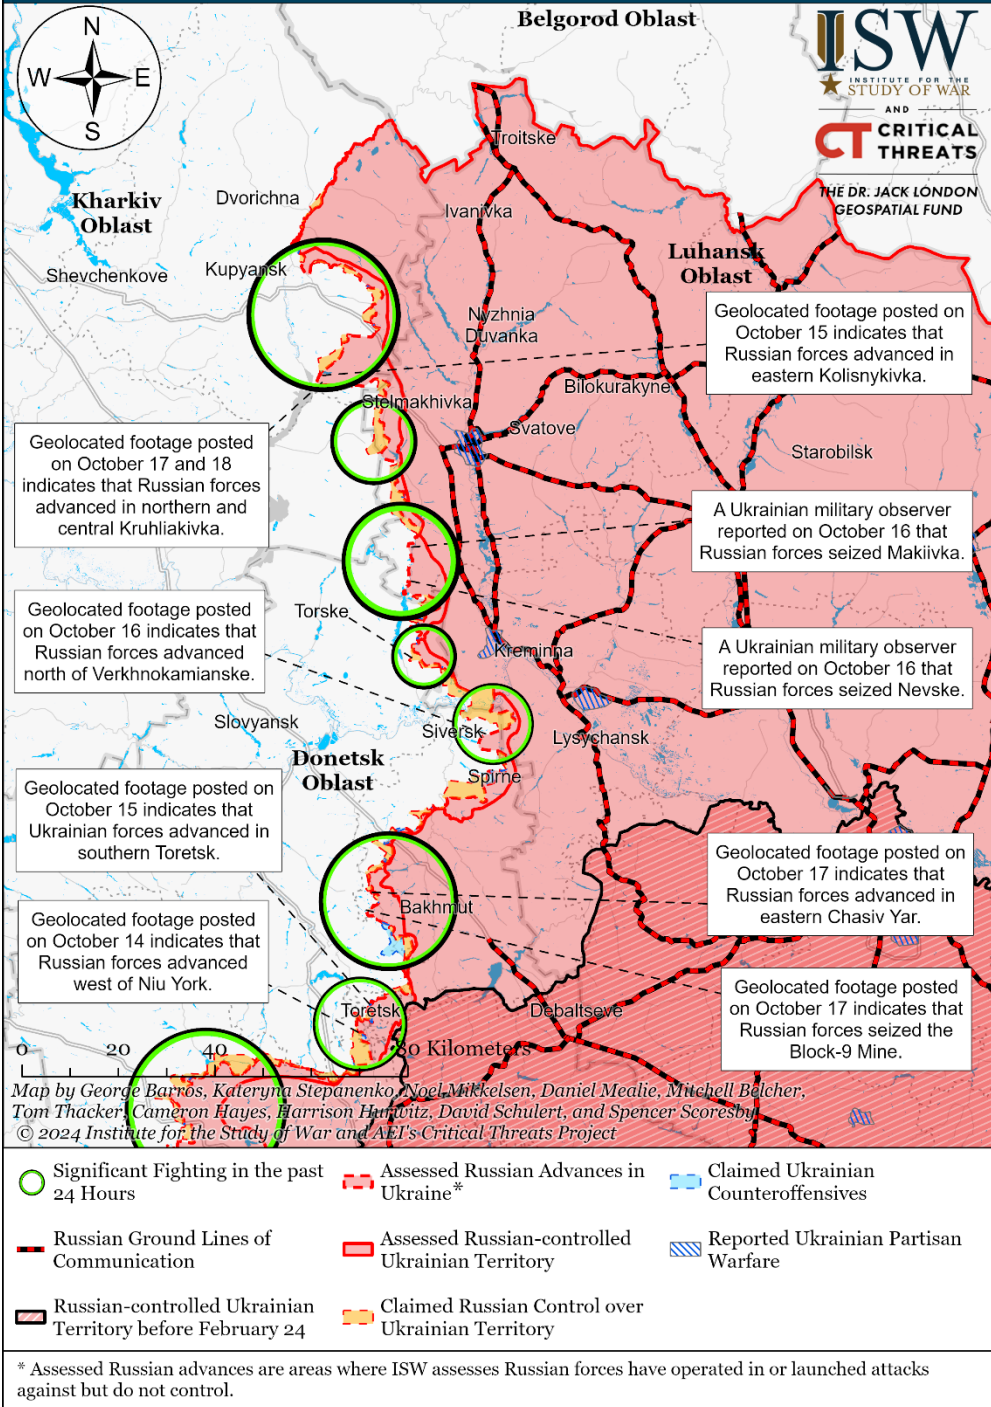 Belgorod Oblast
N
W
E
S
ISW
INSTITUTE FOR THE
STUDY OF WAR
AND
CT CRITICAL
THREATS
THE DR. JACK LONDON
GEOSPATIAL FUND
Troitske
Dvorichna
Kharkiv
Oblast
Ivanivka
Luhansk
Oblast
Shevchenkove
Kupyansk
Nyzhnia
Duvanka
Geolocated footage posted on
October 15 indicates that
Russian forces advanced in
eastern Kolisnykivka.
Bilokurakyne
Stelmakhivka
Svatove
Starobilsk
Geolocated footage posted
on October 17 and 18
indicates that Russian forces
advanced in northern and
central Kruhliakivka.
A Ukrainian military observer
reported on October 16 that
Russian forces seized Makiivka.
Torske
Geolocated footage posted
on October 16 indicates that
Russian forces advanced
north of Verkhnokamianske.
Kreminna
A Ukrainian military observer
reported on October 16 that
Russian forces seized Nevske.
Slovyansk
Siversk
Lysychansk
Donetsk
Oblast
Spirne
Geolocated footage posted on
October 15 indicates that
Ukrainian forces advanced in
southern Toretsk.
Geolocated footage posted on
October 17 indicates that
Russian forces advanced in
eastern Chasiv Yar.
Bakhmut
Geolocated footage posted
on October 14 indicates that
Russian forces advanced
west of Niu York.
Geolocated footage posted
on October 17 indicates that
Russian forces seized the
Block-9 Mine.
Toretsk
Debaltseve
0 20 40 80 Kilometers
Map by George Barros, Kateryna Stepanenko, Noel Mikkelsen, Daniel Mealie, Mitchell Belcher,
Tom Thacker, Cameron Hayes, Harrison Hurwitz, David Schulert, and Spencer Scoresby
© 2024 Institute for the Study of War and AEI's Critical Threats Project
Significant Fighting in the past
24 Hours
Assessed Russian Advances in
Ukraine*
Claimed Ukrainian
Counteroffensives
Russian Ground Lines of
Communication
Assessed Russian-controlled
Ukrainian Territory
Reported Ukrainian Partisan
Warfare
Russian-controlled Ukrainian
Territory before February 24
Claimed Russian Control over
Ukrainian Territory
* Assessed Russian advances are areas where ISW assesses Russian forces have operated in or launched attacks
against but do not control.